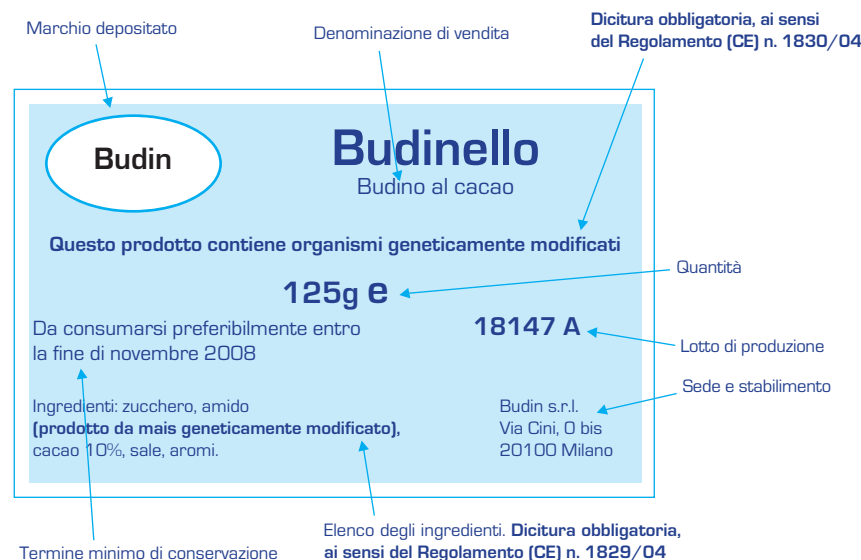 Marchio depositato
Denominazione di vendita
Dicitura obbligatoria, ai sensi
del Regolamento (CE) n. 1830/04
Budin
Budinello
Budino al cacao
Questo prodotto contiene organismi geneticamente modificati
Quantità
125g e
Da consumarsi preferibilmente entro
la fine di novembre 2008
18147 A
Lotto di produzione
Sede e stabilimento
Ingredienti: zucchero, amido
(prodotto da mais geneticamente modificato),
cacao 10%, sale, aromi.
Budin s.r.l.
Via Cini, 0 bis
20100 Milano
Elenco degli ingredienti. Dicitura obbligatoria,
ai sensi del Regolamento (CE) n. 1829/04
Termine minimo di conservazione